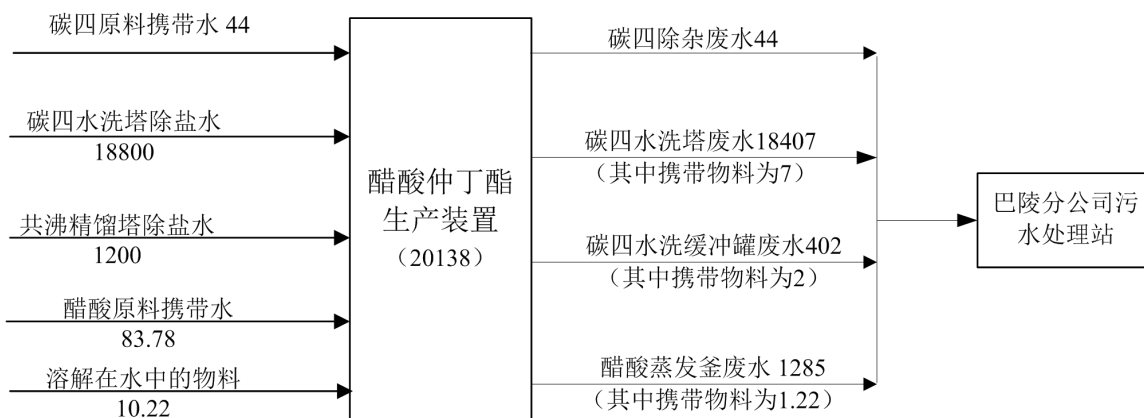 碳四原料携带水 44
碳四水洗塔除盐水
18800
共沸精馏塔除盐水
1200
醋酸原料携带水
83.78
溶解在水中的物料
10.22
醋酸仲丁酯
生产装置
（20138）
碳四除杂废水44
碳四水洗塔废水18407
（其中携带物料为7）
碳四水洗缓冲罐废水402
（其中携带物料为2）
醋酸蒸发釜废水 1285
（其中携带物料为1.22）
巴陵分公司污
水处理站